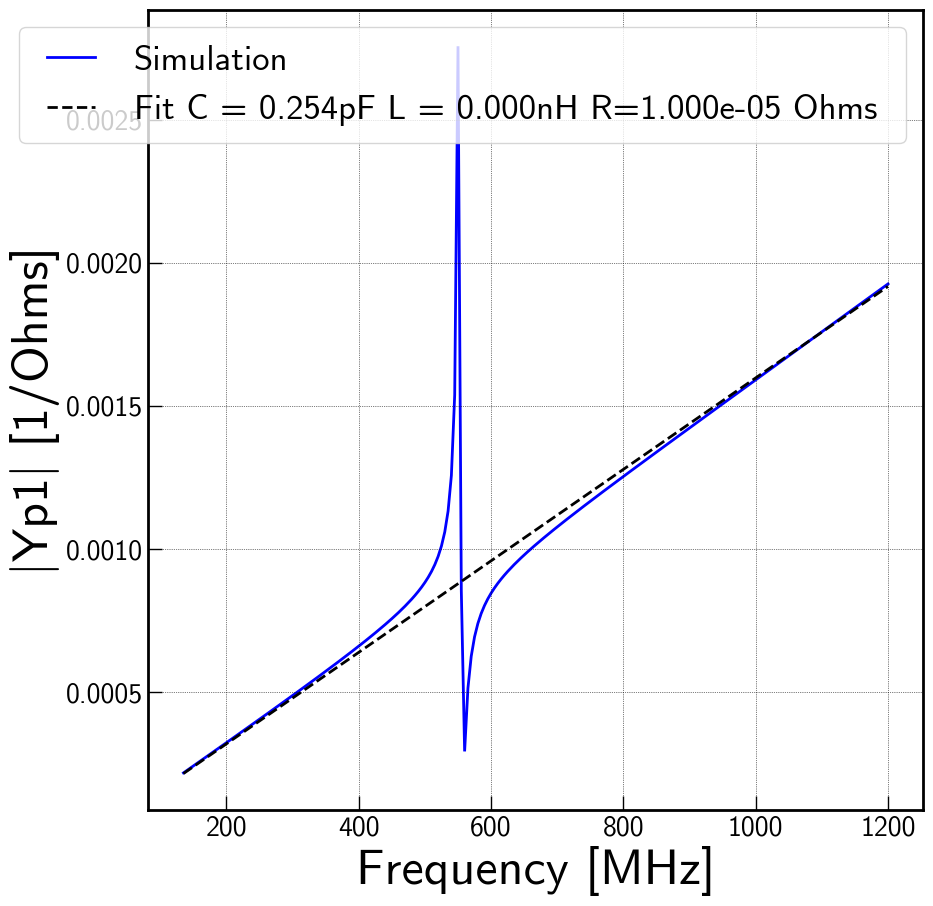 Simulation
Fit C = 0.254pF L = 0.000nH R=1.000e-05 Ohms
0.0025
0.0020
0.0015
0.0010
0.0005
|Yp1| [1/Ohms]
200 400 600 800 1000 1200
Frequency [MHz]